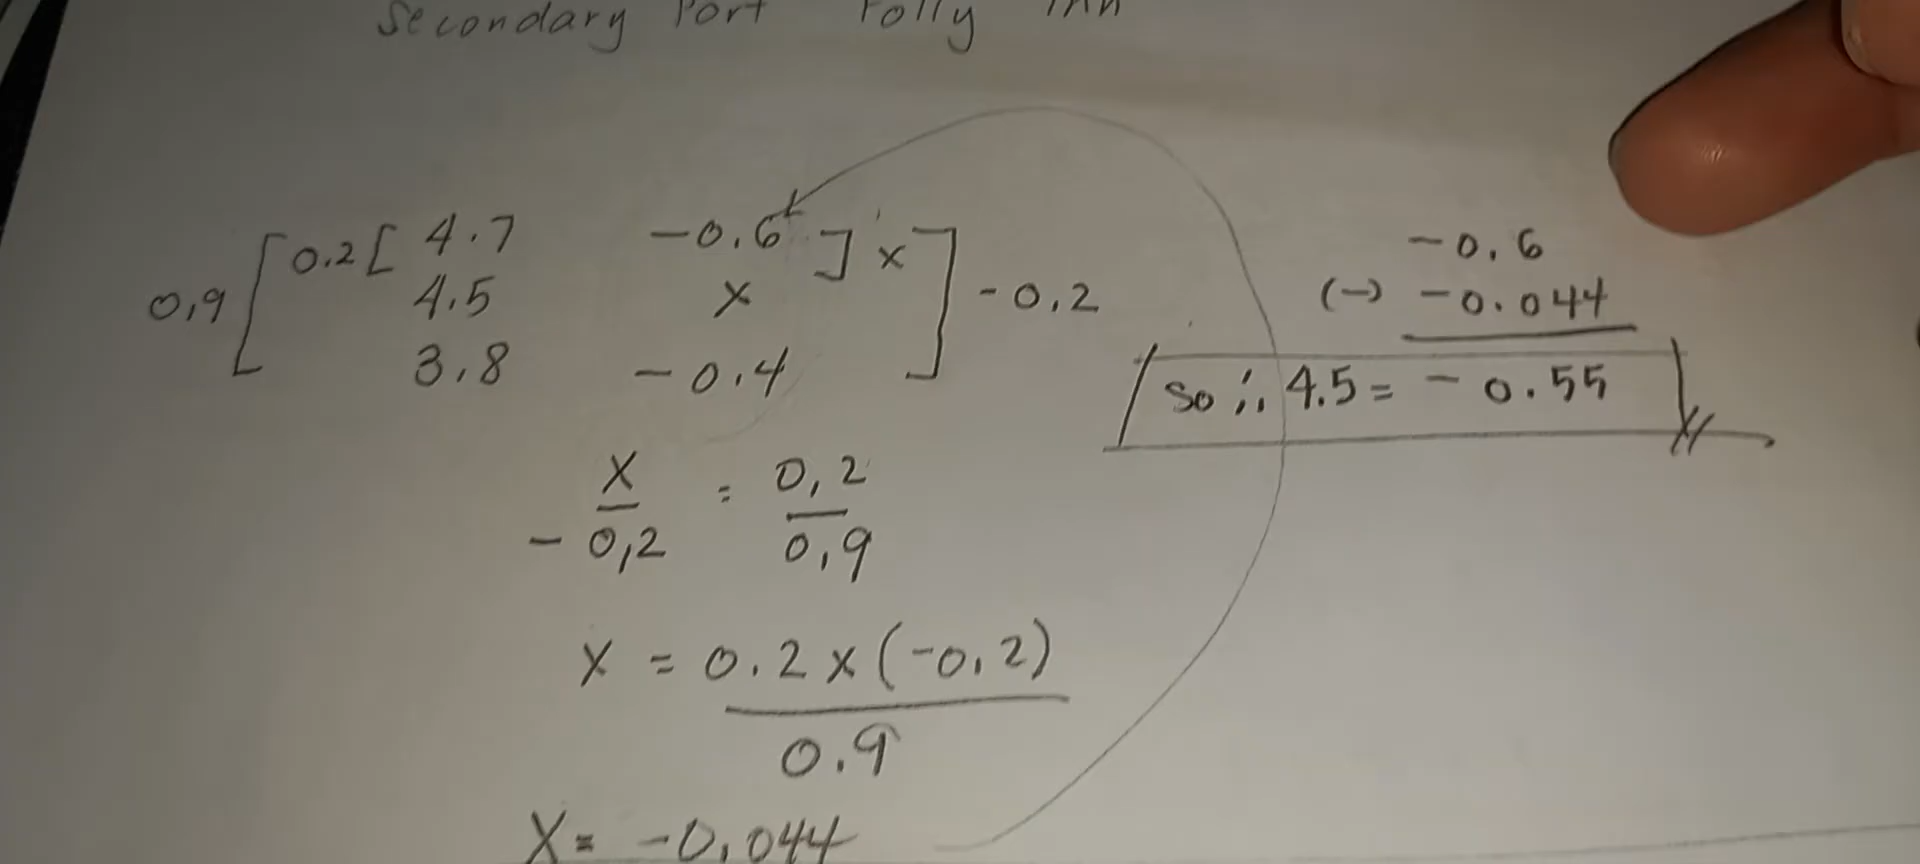 Secondary Port Folly Inn
0,9 [ 0.2 [ 4.7 -0.6 ] x ] -0.2
4.5 x
3.8 -0.4
x / -0,2 = 0,2 / 0,9
x = 0.2 x (-0.2) / 0.9
x = -0.044
-0.6
(-) -0.044
So ∴ 4.5 = -0.55